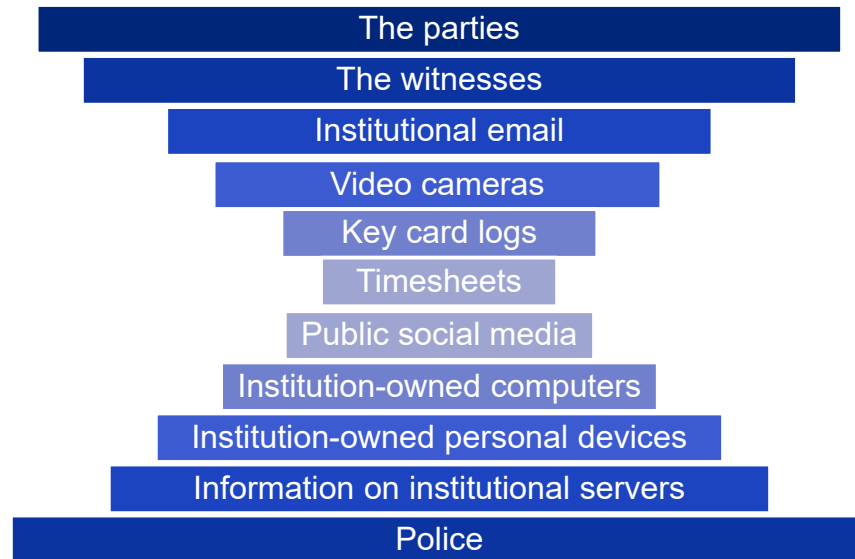 The parties
The witnesses
Institutional email
Video cameras
Key card logs
Timesheets
Public social media
Institution-owned computers
Institution-owned personal devices
Information on institutional servers
Police